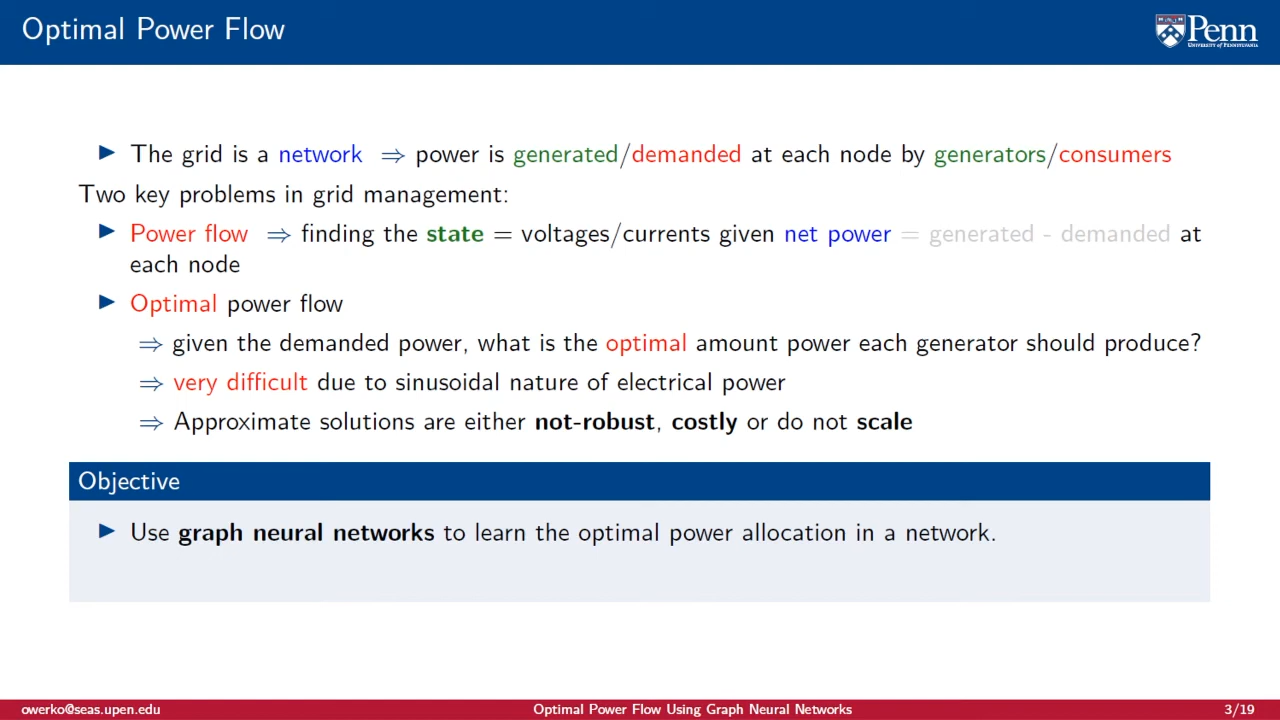 Optimal Power Flow
Penn
UNIVERSITY OF PENNSYLVANIA
▶ The grid is a network ⇒ power is generated/demanded at each node by generators/consumers
Two key problems in grid management:
▶ Power flow ⇒ finding the state = voltages/currents given net power = generated - demanded at
each node
▶ Optimal power flow
⇒ given the demanded power, what is the optimal amount power each generator should produce?
⇒ very difficult due to sinusoidal nature of electrical power
⇒ Approximate solutions are either not-robust, costly or do not scale
Objective
▶ Use graph neural networks to learn the optimal power allocation in a network.
owerko@seas.upen.edu
Optimal Power Flow Using Graph Neural Networks
3/19